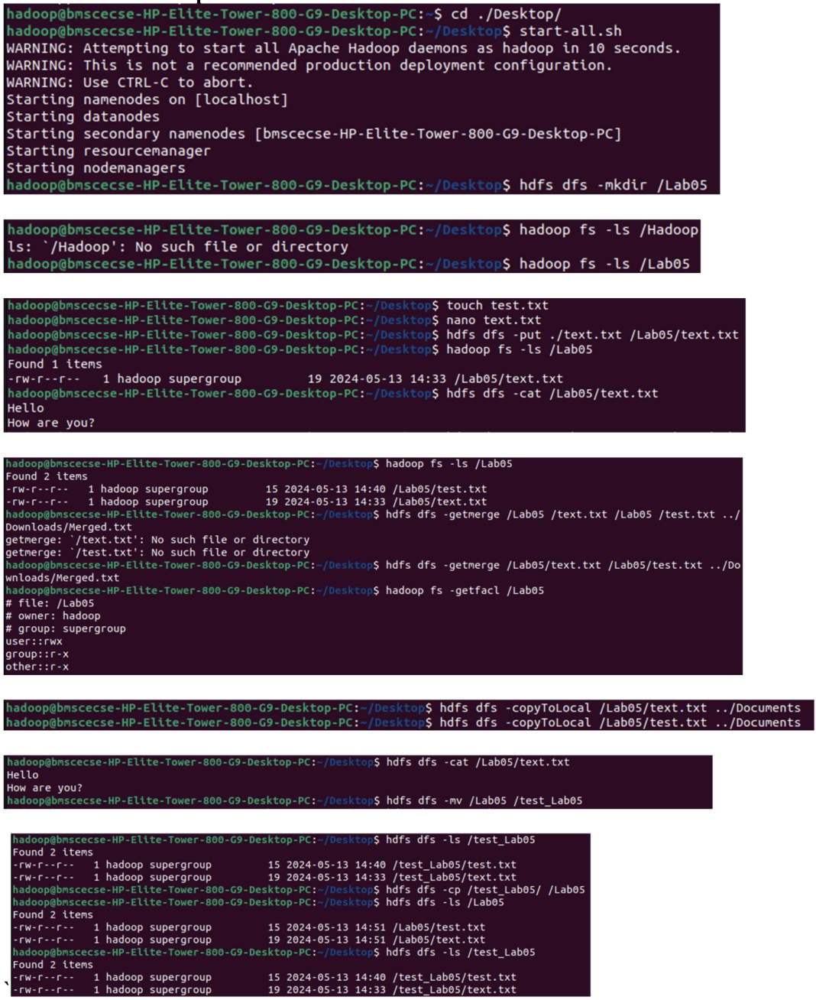 hadoop@bmscecse-HP-Elite-Tower-800-G9-Desktop-PC:~$ cd ./Desktop/
hadoop@bmscecse-HP-Elite-Tower-800-G9-Desktop-PC:~/Desktop$ start-all.sh
WARNING: Attempting to start all Apache Hadoop daemons as hadoop in 10 seconds.
WARNING: This is not a recommended production deployment configuration.
WARNING: Use CTRL-C to abort.
Starting namenodes on [localhost]
Starting datanodes
Starting secondary namenodes [bmscecse-HP-Elite-Tower-800-G9-Desktop-PC]
Starting resourcemanager
Starting nodemanagers
hadoop@bmscecse-HP-Elite-Tower-800-G9-Desktop-PC:~/Desktop$ hdfs dfs -mkdir /Lab05
hadoop@bmscecse-HP-Elite-Tower-800-G9-Desktop-PC:~/Desktop$ hadoop fs -ls /Hadoop
ls: `/Hadoop': No such file or directory
hadoop@bmscecse-HP-Elite-Tower-800-G9-Desktop-PC:~/Desktop$ hadoop fs -ls /Lab05
hadoop@bmscecse-HP-Elite-Tower-800-G9-Desktop-PC:~/Desktop$ touch test.txt
hadoop@bmscecse-HP-Elite-Tower-800-G9-Desktop-PC:~/Desktop$ nano text.txt
hadoop@bmscecse-HP-Elite-Tower-800-G9-Desktop-PC:~/Desktop$ hdfs dfs -put ./text.txt /Lab05/text.txt
hadoop@bmscecse-HP-Elite-Tower-800-G9-Desktop-PC:~/Desktop$ hadoop fs -ls /Lab05
Found 1 items
-rw-r--r--   1 hadoop supergroup         19 2024-05-13 14:33 /Lab05/text.txt
hadoop@bmscecse-HP-Elite-Tower-800-G9-Desktop-PC:~/Desktop$ hdfs dfs -cat /Lab05/text.txt
Hello
How are you?
hadoop@bmscecse-HP-Elite-Tower-800-G9-Desktop-PC:~/Desktop$ hadoop fs -ls /Lab05
Found 2 items
-rw-r--r--   1 hadoop supergroup         15 2024-05-13 14:40 /Lab05/test.txt
-rw-r--r--   1 hadoop supergroup         19 2024-05-13 14:33 /Lab05/text.txt
hadoop@bmscecse-HP-Elite-Tower-800-G9-Desktop-PC:~/Desktop$ hdfs dfs -getmerge /Lab05 /text.txt /Lab05 /test.txt ../
Downloads/Merged.txt
getmerge: `/text.txt': No such file or directory
getmerge: `/test.txt': No such file or directory
hadoop@bmscecse-HP-Elite-Tower-800-G9-Desktop-PC:~/Desktop$ hdfs dfs -getmerge /Lab05/text.txt /Lab05/test.txt ../Do
wnloads/Merged.txt
hadoop@bmscecse-HP-Elite-Tower-800-G9-Desktop-PC:~/Desktop$ hadoop fs -getfacl /Lab05
# file: /Lab05
# owner: hadoop
# group: supergroup
user::rwx
group::r-x
other::r-x
hadoop@bmscecse-HP-Elite-Tower-800-G9-Desktop-PC:~/Desktop$ hdfs dfs -copyToLocal /Lab05/text.txt ../Documents
hadoop@bmscecse-HP-Elite-Tower-800-G9-Desktop-PC:~/Desktop$ hdfs dfs -copyToLocal /Lab05/test.txt ../Documents
hadoop@bmscecse-HP-Elite-Tower-800-G9-Desktop-PC:~/Desktop$ hdfs dfs -cat /Lab05/text.txt
Hello
How are you?
hadoop@bmscecse-HP-Elite-Tower-800-G9-Desktop-PC:~/Desktop$ hdfs dfs -mv /Lab05 /test_Lab05
hadoop@bmscecse-HP-Elite-Tower-800-G9-Desktop-PC:~/Desktop$ hdfs dfs -ls /test_Lab05
Found 2 items
-rw-r--r--   1 hadoop supergroup         15 2024-05-13 14:40 /test_Lab05/test.txt
-rw-r--r--   1 hadoop supergroup         19 2024-05-13 14:33 /test_Lab05/text.txt
hadoop@bmscecse-HP-Elite-Tower-800-G9-Desktop-PC:~/Desktop$ hdfs dfs -cp /test_Lab05/ /Lab05
hadoop@bmscecse-HP-Elite-Tower-800-G9-Desktop-PC:~/Desktop$ hdfs dfs -ls /Lab05
Found 2 items
-rw-r--r--   1 hadoop supergroup         15 2024-05-13 14:51 /Lab05/test.txt
-rw-r--r--   1 hadoop supergroup         19 2024-05-13 14:51 /Lab05/text.txt
hadoop@bmscecse-HP-Elite-Tower-800-G9-Desktop-PC:~/Desktop$ hdfs dfs -ls /test_Lab05
Found 2 items
-rw-r--r--   1 hadoop supergroup         15 2024-05-13 14:40 /test_Lab05/test.txt
` -rw-r--r--   1 hadoop supergroup         19 2024-05-13 14:33 /test_Lab05/text.txt